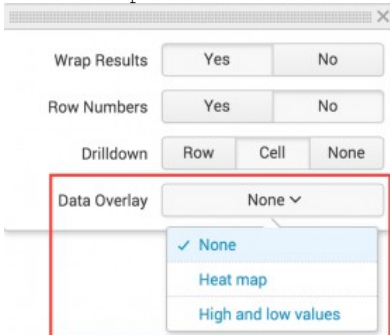 Wrap Results Yes No
Row Numbers Yes No
Drilldown Row Cell None
Data Overlay None
None
Heat map
High and low values